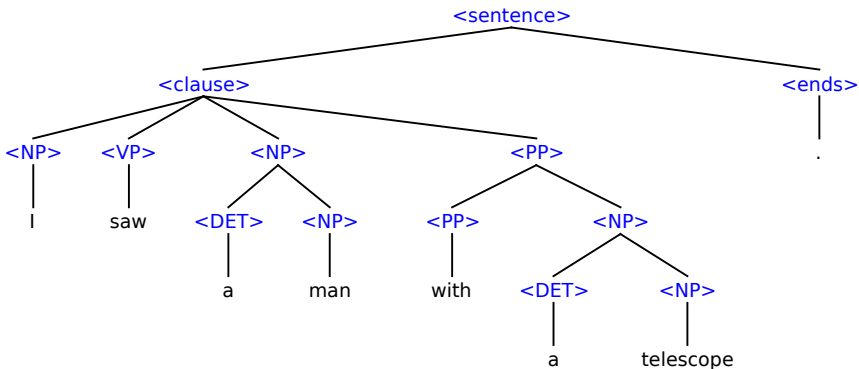 <sentence>
<clause> <ends>
<NP> <VP> <NP> <PP> .
I saw <DET> <NP> <PP> <NP>
a man with <DET> <NP>
a telescope